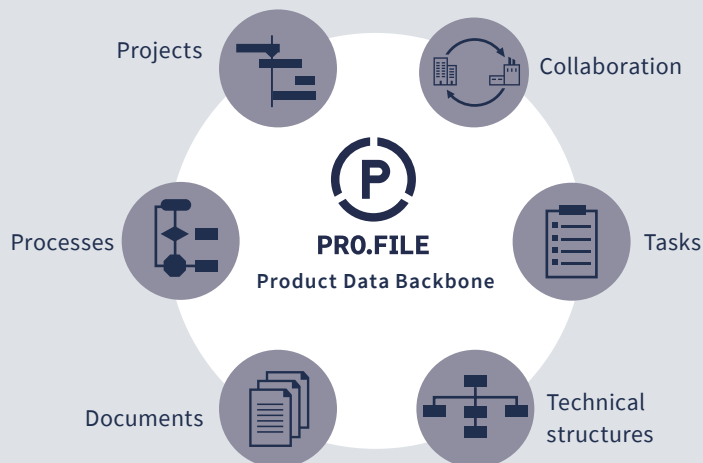 Projects
Collaboration
P
PRO.FILE
Product Data Backbone
Processes
Tasks
Documents
Technical
structures